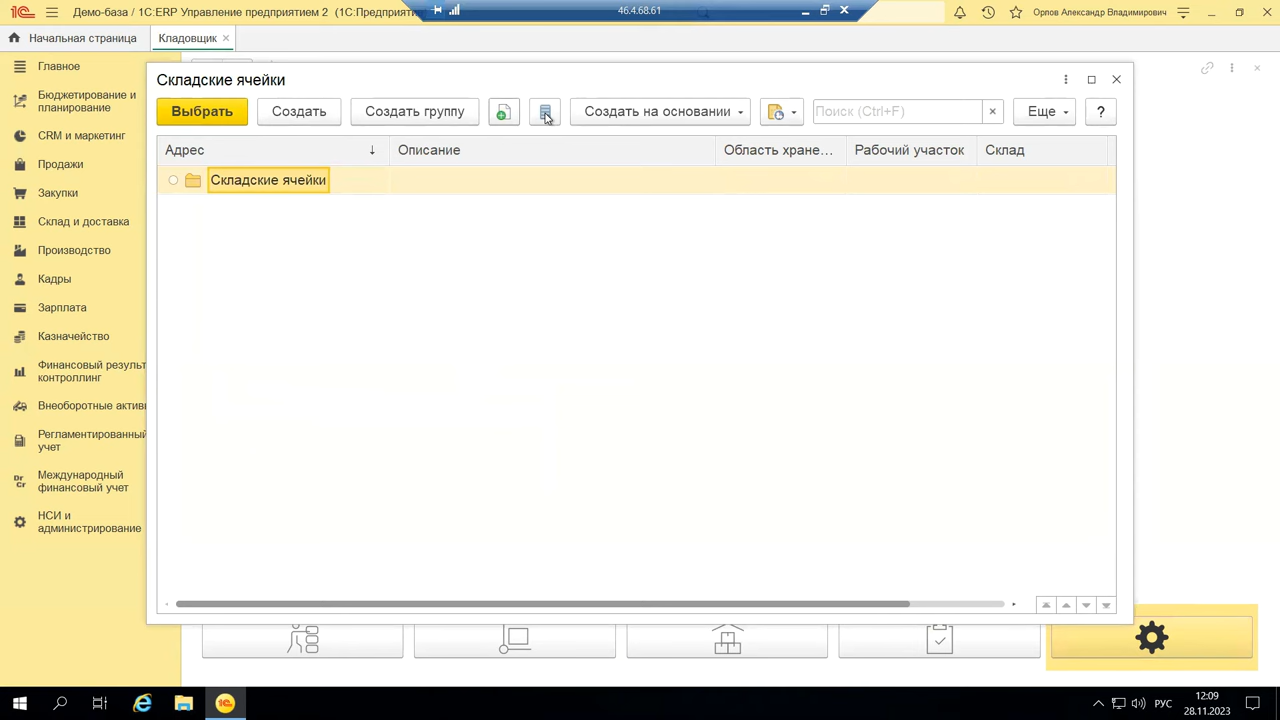 Демо-база / 1С:ERP Управление предприятием 2 (1С:Предприяти
46.4.68.61
Орлов Александр Владимирович
Начальная страница
Кладовщик ×
Главное
Бюджетирование и
планирование
CRM и маркетинг
Продажи
Закупки
Склад и доставка
Производство
Кадры
Зарплата
Казначейство
Финансовый резуль
контроллинг
Внеоборотные актив
Регламентированный
учет
Международный
финансовый учет
НСИ и
администрирование
Складские ячейки
Выбрать
Создать
Создать группу
Создать на основании
Поиск (Ctrl+F)
×
Еще
?
Адрес ↓
Описание
Область хране...
Рабочий участок
Склад
Складские ячейки
РУС
12:09
28.11.2023